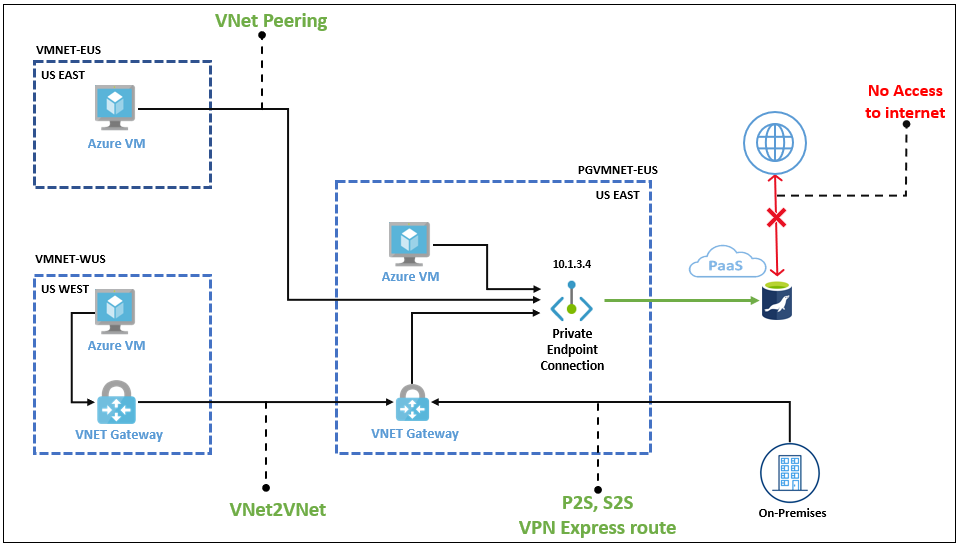 VNet Peering
VMNET-EUS
US EAST
Azure VM
No Access
to internet
PGVMNET-EUS
US EAST
Azure VM
10.1.3.4
PaaS
Private
Endpoint
Connection
VMNET-WUS
US WEST
Azure VM
VNET Gateway
VNET Gateway
On-Premises
VNet2VNet
P2S, S2S
VPN Express route